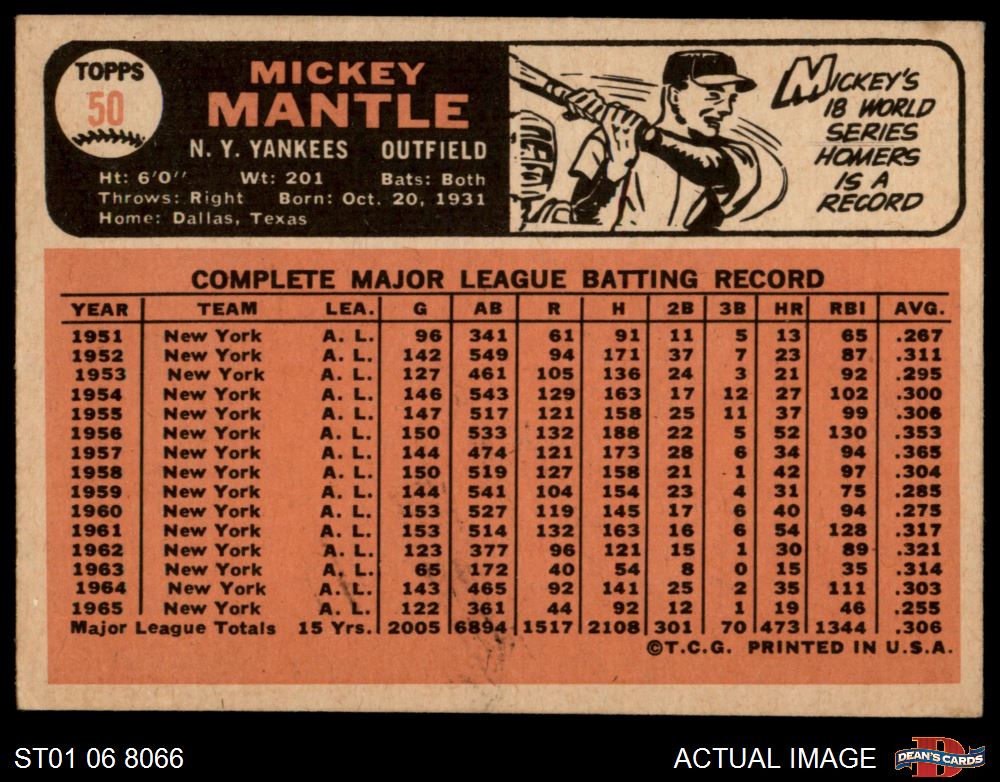 TOPPS
50
MICKEY
MANTLE
N. Y. YANKEES OUTFIELD
Ht: 6'0" Wt: 201 Bats: Both
Throws: Right Born: Oct. 20, 1931
Home: Dallas, Texas
MICKEY'S
18 WORLD
SERIES
HOMERS
IS A
RECORD
COMPLETE MAJOR LEAGUE BATTING RECORD
YEAR TEAM LEA. G AB R H 2B 3B HR RBI AVG.
1951 New York A. L. 96 341 61 91 11 5 13 65 .267
1952 New York A. L. 142 549 94 171 37 7 23 87 .311
1953 New York A. L. 127 461 105 136 24 3 21 92 .295
1954 New York A. L. 146 543 129 163 17 12 27 102 .300
1955 New York A. L. 147 517 121 158 25 11 37 99 .306
1956 New York A. L. 150 533 132 188 22 5 52 130 .353
1957 New York A. L. 144 474 121 173 28 6 34 94 .365
1958 New York A. L. 150 519 127 158 21 1 42 97 .304
1959 New York A. L. 144 541 104 154 23 4 31 75 .285
1960 New York A. L. 153 527 119 145 17 6 40 94 .275
1961 New York A. L. 153 514 132 163 16 6 54 128 .317
1962 New York A. L. 123 377 96 121 15 1 30 89 .321
1963 New York A. L. 65 172 40 54 8 0 15 35 .314
1964 New York A. L. 143 465 92 141 25 2 35 111 .303
1965 New York A. L. 122 361 44 92 12 1 19 46 .255
Major League Totals 15 Yrs. 2005 6894 1517 2108 301 70 473 1344 .306
©T.C.G. PRINTED IN U.S.A.
ST01 06 8066
ACTUAL IMAGE
D
DEAN'S CARDS